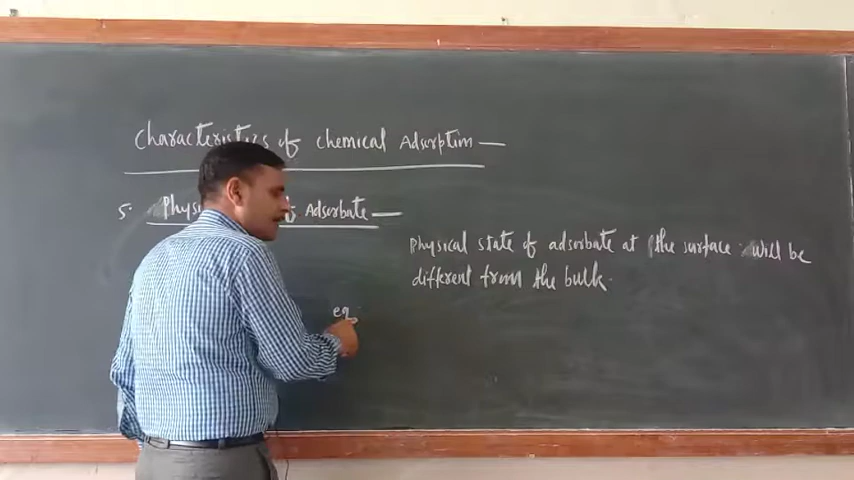 Characteristics of chemical Adsorption —
5. of Adsorbate —
Physical state of adsorbate at the surface will be
different from the bulk.
eg